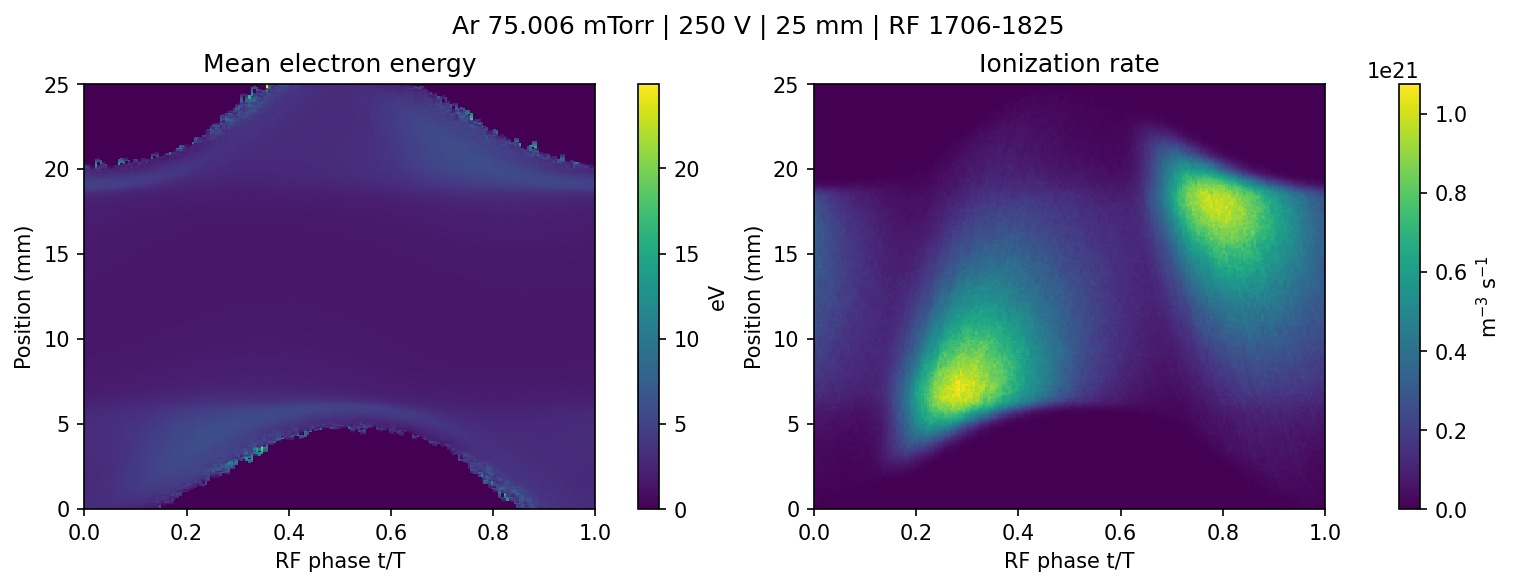 Ar 75.006 mTorr | 250 V | 25 mm | RF 1706-1825
Mean electron energy
25
20
15
10
5
0
Position (mm)
0.0 0.2 0.4 0.6 0.8 1.0
RF phase t/T
20
15
10
5
0
eV
Ionization rate
25
20
15
10
5
0
Position (mm)
0.0 0.2 0.4 0.6 0.8 1.0
RF phase t/T
1e21
1.0
0.8
0.6
0.4
0.2
0.0
m⁻³ s⁻¹